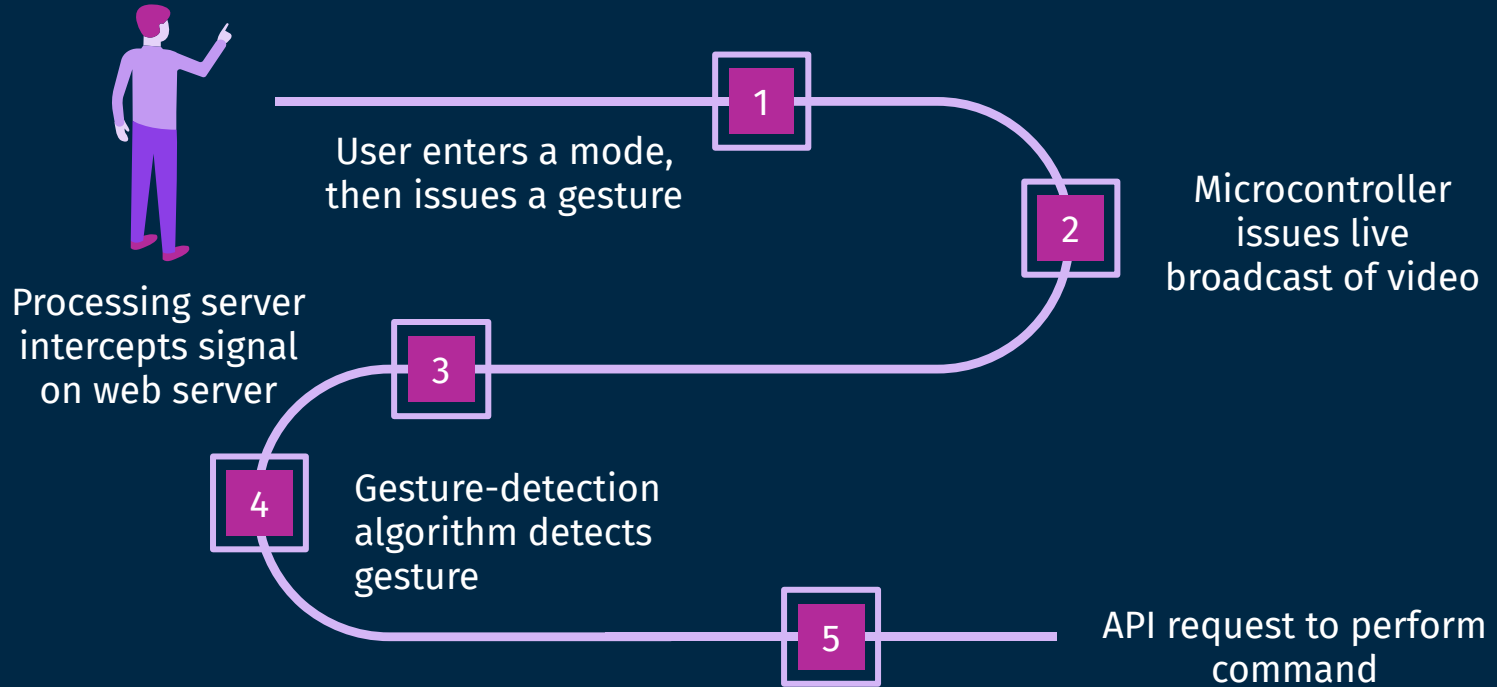 1
User enters a mode,
then issues a gesture
2
Microcontroller
issues live
broadcast of video
3
Processing server
intercepts signal
on web server
4
Gesture-detection
algorithm detects
gesture
5
API request to perform
command